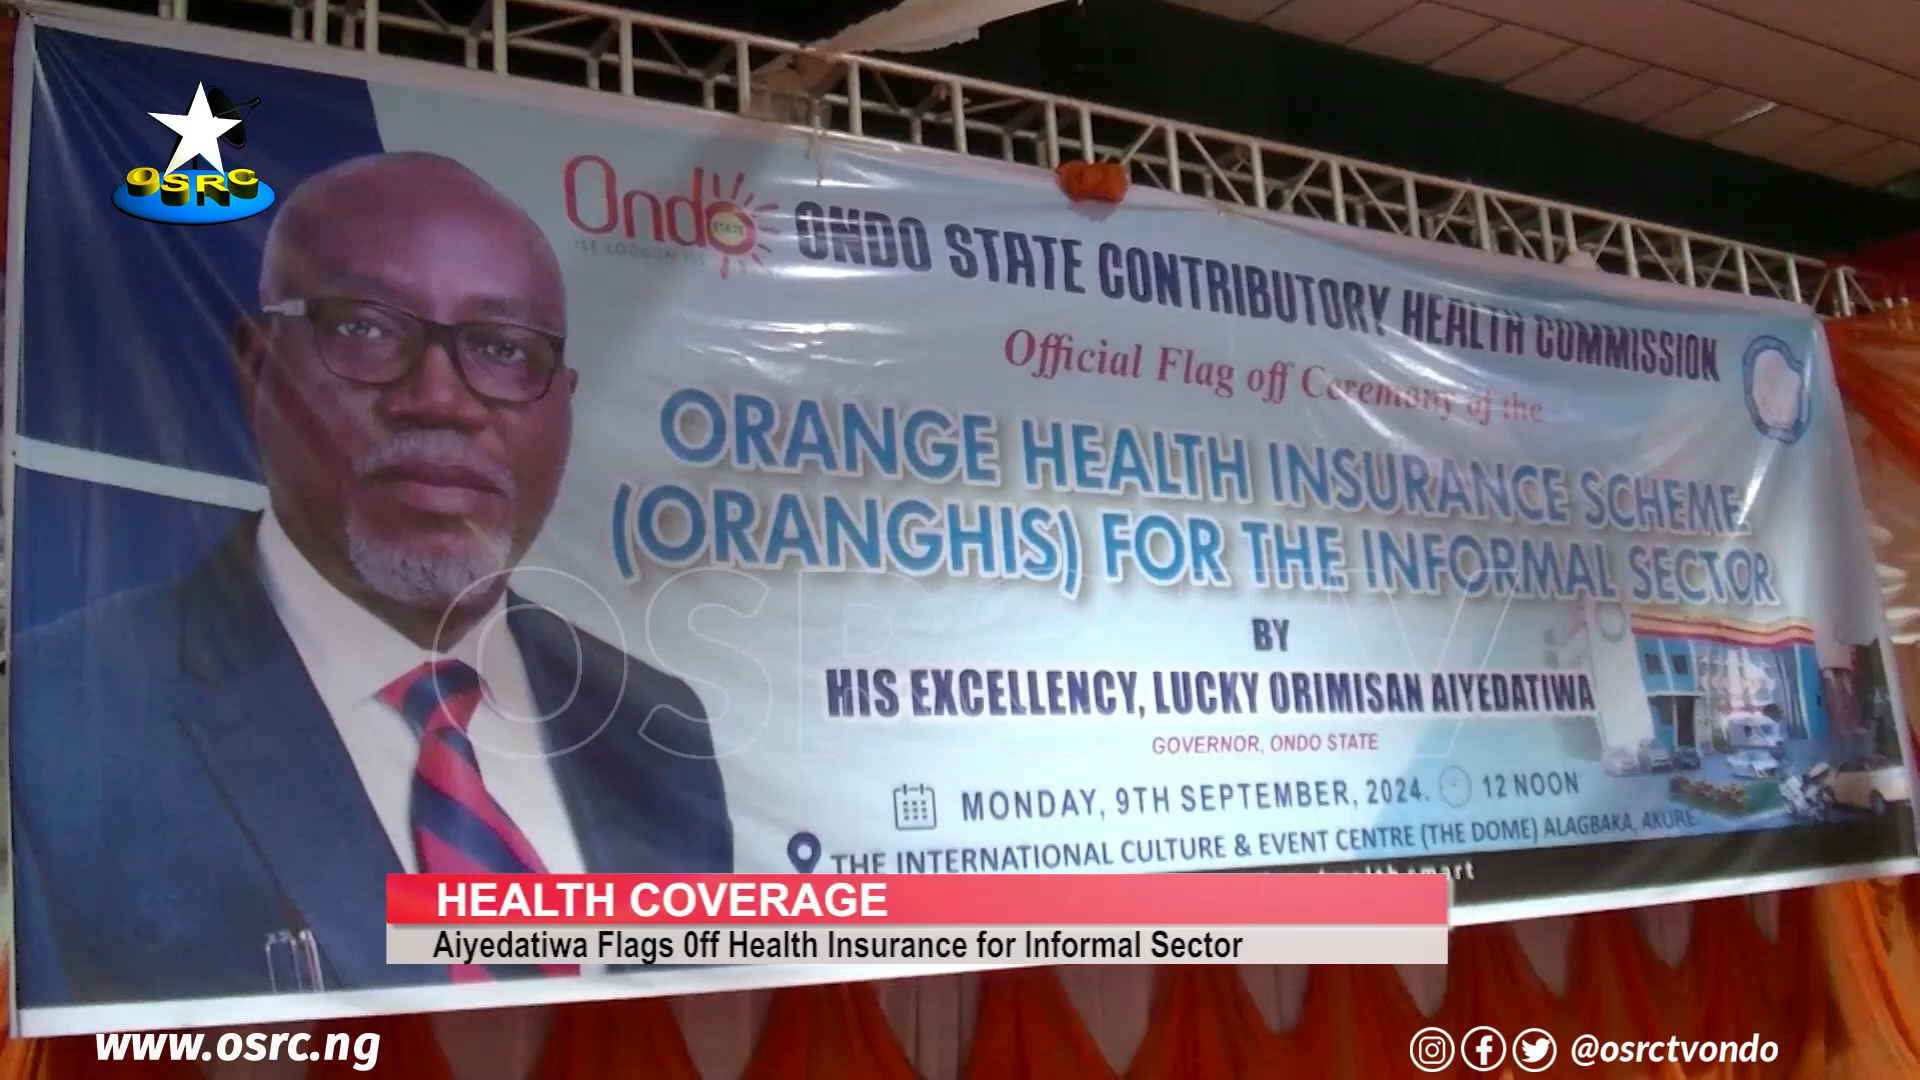 OSRC
Ondo
STATE
ONDO STATE CONTRIBUTORY HEALTH COMMISSION
Official Flag off Ceremony of the
ORANGE HEALTH INSURANCE SCHEME
(ORANGHIS) FOR THE INFORMAL SECTOR
BY
HIS EXCELLENCY, LUCKY ORIMISAN AIYEDATIWA
GOVERNOR, ONDO STATE
MONDAY, 9TH SEPTEMBER, 2024. 12 NOON
THE INTERNATIONAL CULTURE & EVENT CENTRE (THE DOME) ALAGBAKA, AKURE.
OSRC TV
HEALTH COVERAGE
Aiyedatiwa Flags 0ff Health Insurance for Informal Sector
www.osrc.ng
@osrctvondo